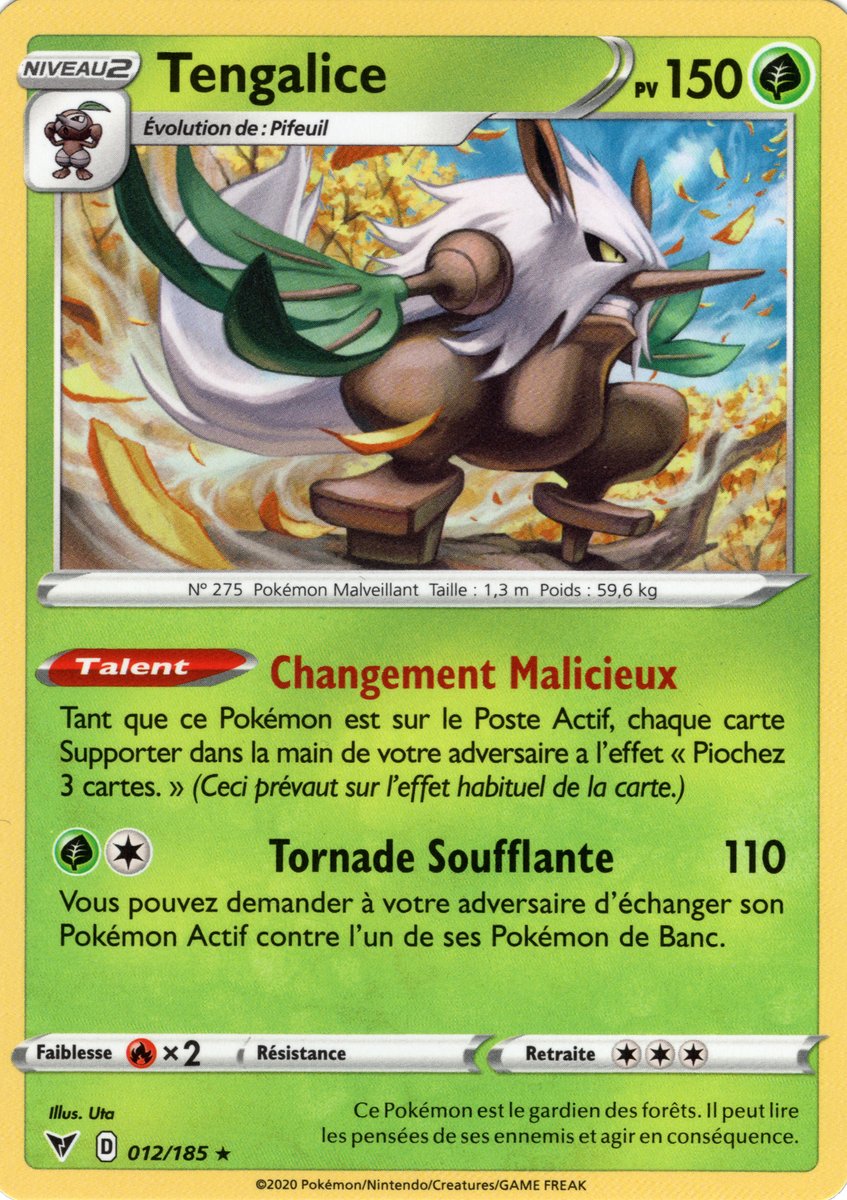 NIVEAU2
Tengalice
PV 150
Évolution de : Pifeuil
N° 275 Pokémon Malveillant Taille : 1,3 m Poids : 59,6 kg
Talent Changement Malicieux
Tant que ce Pokémon est sur le Poste Actif, chaque carte
Supporter dans la main de votre adversaire a l'effet « Piochez
3 cartes. » (Ceci prévaut sur l'effet habituel de la carte.)
Tornade Soufflante 110
Vous pouvez demander à votre adversaire d'échanger son
Pokémon Actif contre l'un de ses Pokémon de Banc.
Faiblesse ×2 Résistance Retraite
Illus. Uta
Ce Pokémon est le gardien des forêts. Il peut lire
les pensées de ses ennemis et agir en conséquence.
D 012/185 ★
©2020 Pokémon/Nintendo/Creatures/GAME FREAK